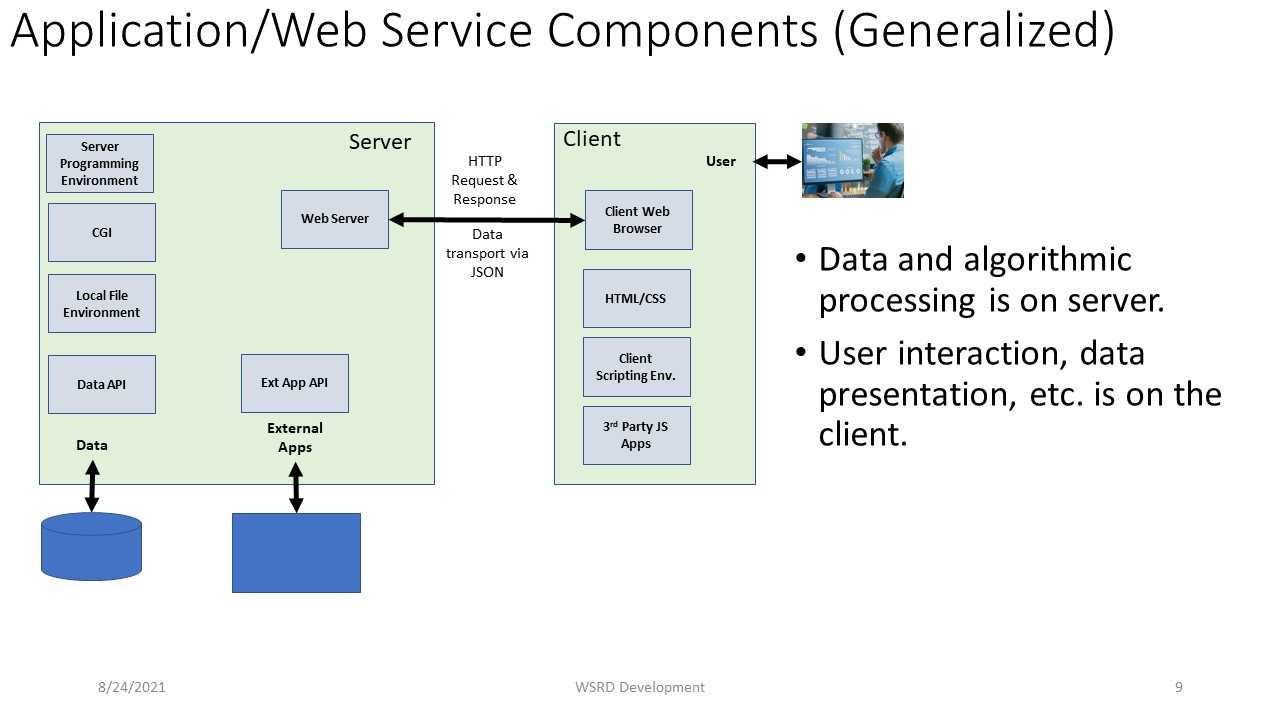 Application/Web Service Components (Generalized)
Server
Server
Programming
Environment
CGI
Local File
Environment
Data API
Web Server
Ext App API
Data
External
Apps
HTTP
Request &
Response
Data
transport via
JSON
Client
User
Client Web
Browser
HTML/CSS
Client
Scripting Env.
3rd Party JS
Apps
• Data and algorithmic
processing is on server.
• User interaction, data
presentation, etc. is on the
client.
8/24/2021
WSRD Development
9